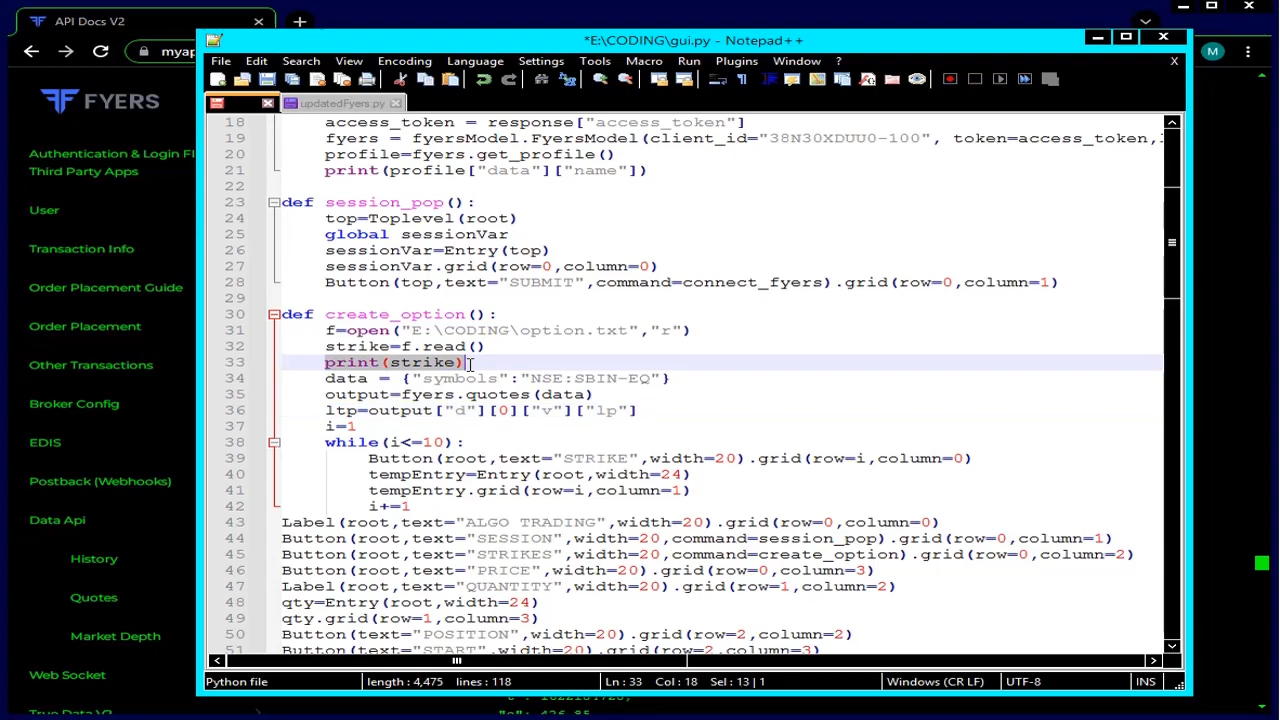 API Docs V2
myap
M
FYERS
Authentication & Login Fl
Third Party Apps
User
Transaction Info
Order Placement Guide
Order Placement
Other Transactions
Broker Config
EDIS
Postback (Webhooks)
Data Api
History
Quotes
Market Depth
Web Socket
*E:\CODING\gui.py - Notepad++
File Edit Search View Encoding Language Settings Tools Macro Run Plugins Window ? X
updatedFyers.py
18 access_token = response["access_token"]
19 fyers = fyersModel.FyersModel(client_id="38N30XDUU0-100", token=access_token,
20 profile=fyers.get_profile()
21 print(profile["data"]["name"])
22
23 def session_pop():
24 top=Toplevel(root)
25 global sessionVar
26 sessionVar=Entry(top)
27 sessionVar.grid(row=0,column=0)
28 Button(top,text="SUBMIT",command=connect_fyers).grid(row=0,column=1)
29
30 def create_option():
31 f=open("E:\CODING\option.txt","r")
32 strike=f.read()
33 print(strike)
34 data = {"symbols":"NSE:SBIN-EQ"}
35 output=fyers.quotes(data)
36 ltp=output["d"][0]["v"]["lp"]
37 i=1
38 while(i<=10):
39 Button(root,text="STRIKE",width=20).grid(row=i,column=0)
40 tempEntry=Entry(root,width=24)
41 tempEntry.grid(row=i,column=1)
42 i+=1
43 Label(root,text="ALGO TRADING",width=20).grid(row=0,column=0)
44 Button(root,text="SESSION",width=20,command=session_pop).grid(row=0,column=1)
45 Button(root,text="STRIKES",width=20,command=create_option).grid(row=0,column=2)
46 Button(root,text="PRICE",width=20).grid(row=0,column=3)
47 Label(root,text="QUANTITY",width=20).grid(row=1,column=2)
48 qty=Entry(root,width=24)
49 qty.grid(row=1,column=3)
50 Button(text="POSITION",width=20).grid(row=2,column=2)
51 Button(text="START",width=20).grid(row=2,column=3)
Python file length : 4,475 lines : 118 Ln : 33 Col : 18 Sel : 13 | 1 Windows (CR LF) UTF-8 INS